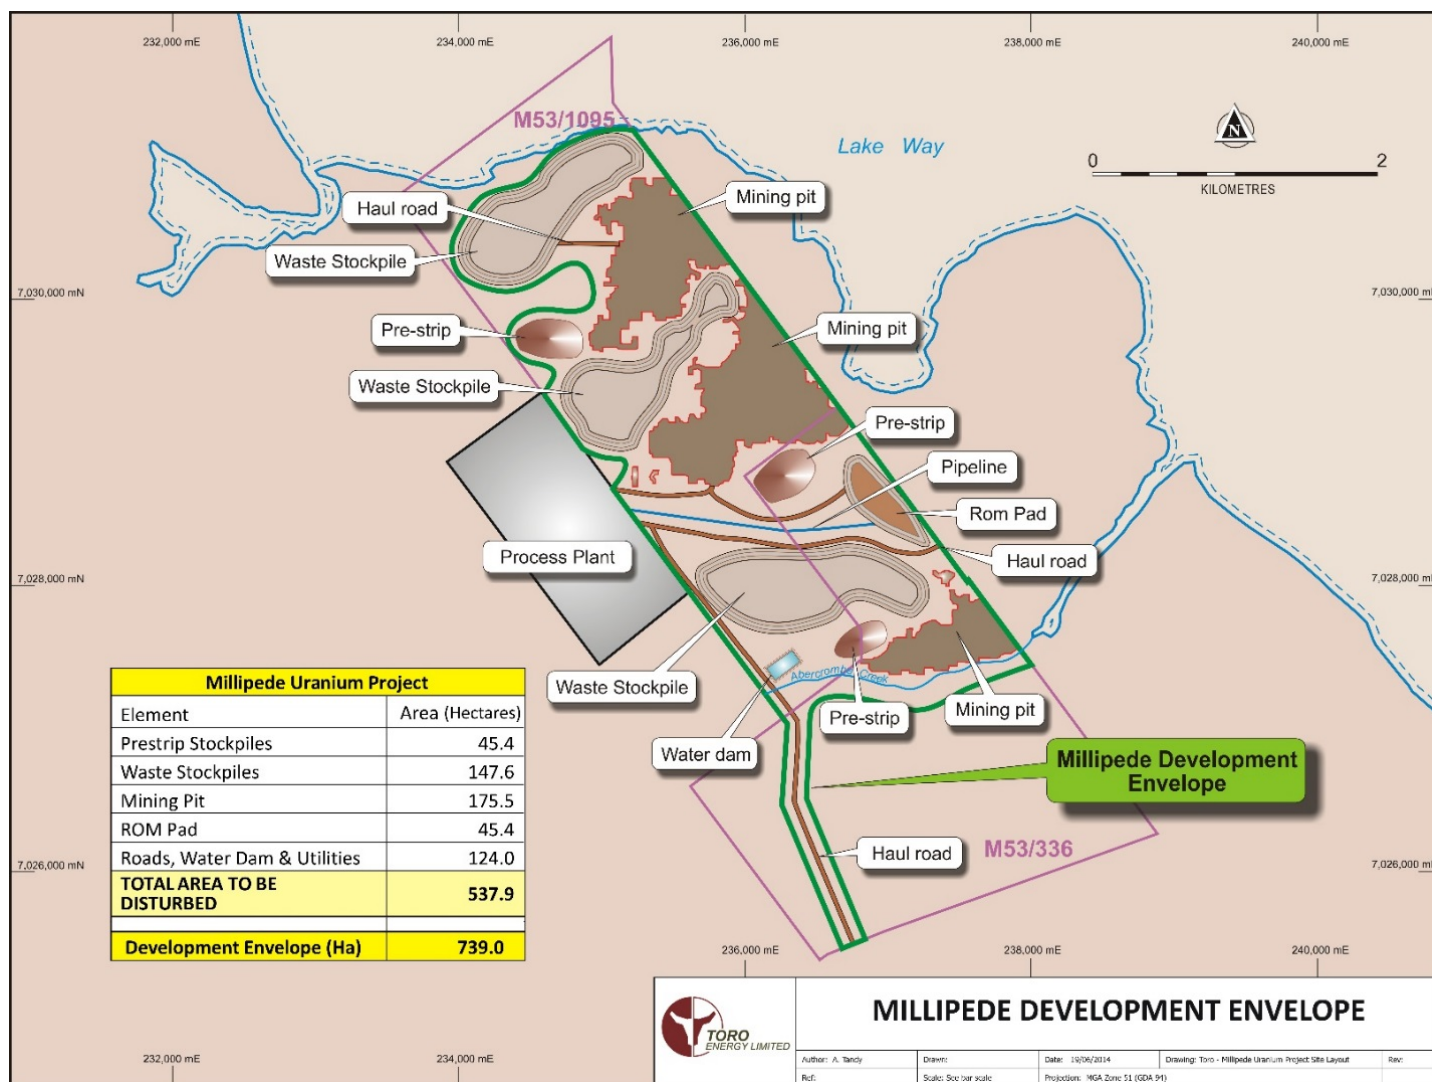 232,000 mE
234,000 mE
236,000 mE
238,000 mE
240,000 mE
M53/1095
Lake Way
N
0 2
KILOMETRES
Mining pit
Haul road
Waste Stockpile
7,030,000 mN
7,030,000 m
Pre-strip
Mining pit
Waste Stockpile
Pre-strip
Pipeline
Rom Pad
Process Plant
Haul road
7,028,000 mN
7,028,000 m
Abercrombie Creek
Waste Stockpile
Pre-strip
Mining pit
Water dam
Millipede Development
Envelope
Haul road
M53/336
7,026,000 mN
7,026,000 m
Millipede Uranium Project
Element Area (Hectares)
Prestrip Stockpiles 45.4
Waste Stockpiles 147.6
Mining Pit 175.5
ROM Pad 45.4
Roads, Water Dam & Utilities 124.0
TOTAL AREA TO BE
DISTURBED 537.9
Development Envelope (Ha) 739.0
236,000 mE
238,000 mE
240,000 mE
232,000 mE
234,000 mE
TORO
ENERGY LIMITED
MILLIPEDE DEVELOPMENT ENVELOPE
Author: A. Tandy Drawn: Date: 19/06/2014 Drawing: Toro - Millipede Uranium Project Site Layout Rev:
Ref: Scale: See bar scale Projection: MGA Zone 51 (GDA 94)